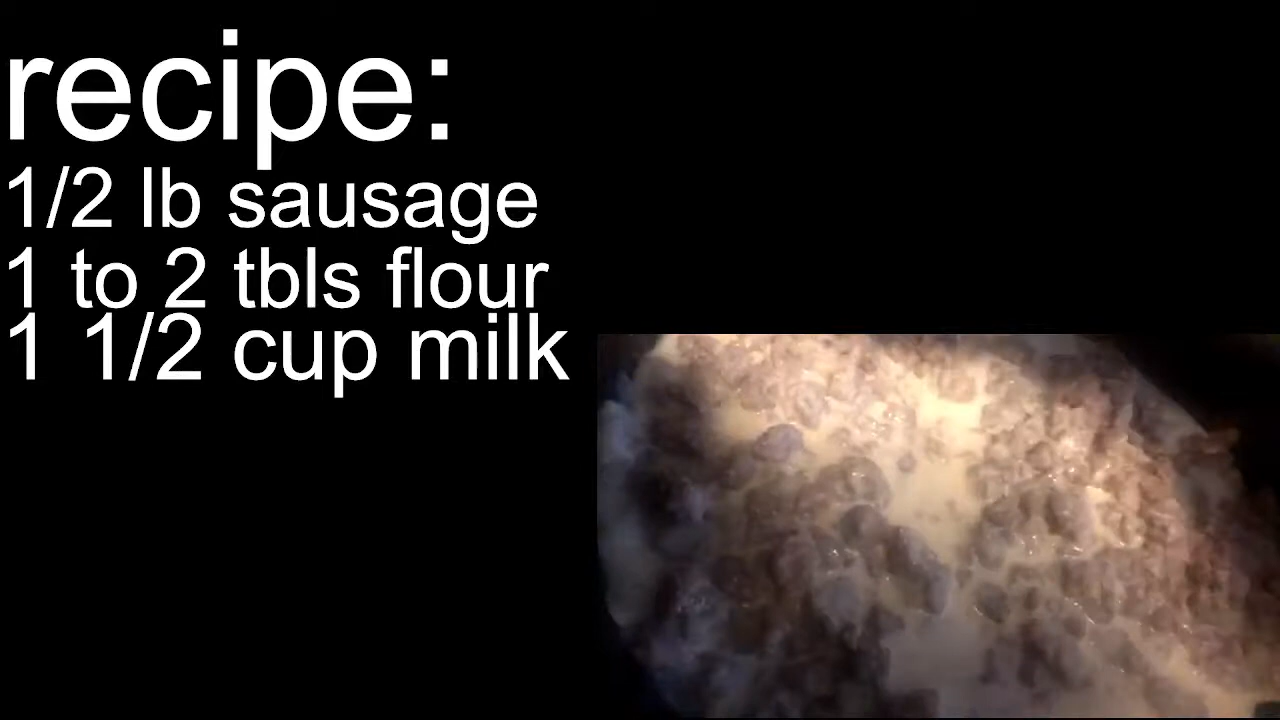 recipe:
1/2 lb sausage
1 to 2 tbls flour
1 1/2 cup milk